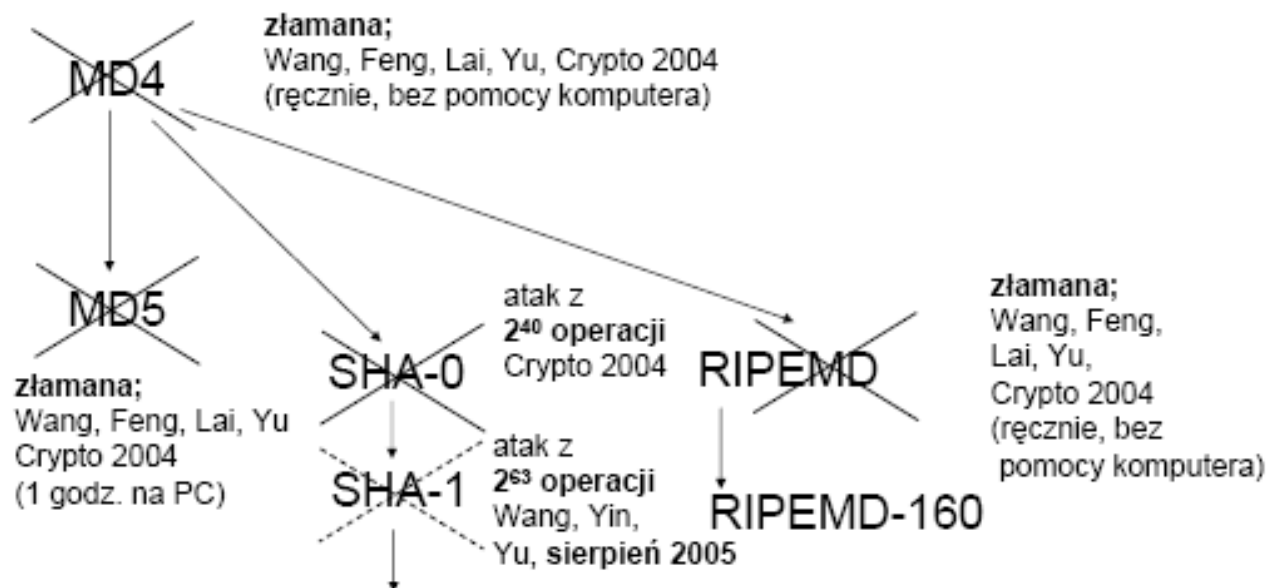 MD4
złamana;
Wang, Feng, Lai, Yu, Crypto 2004
(ręcznie, bez pomocy komputera)
MD5
złamana;
Wang, Feng, Lai, Yu
Crypto 2004
(1 godz. na PC)
SHA-0
atak z
2⁴⁰ operacji
Crypto 2004
SHA-1
atak z
2⁶³ operacji
Wang, Yin,
Yu, sierpień 2005
RIPEMD
złamana;
Wang, Feng,
Lai, Yu,
Crypto 2004
(ręcznie, bez
pomocy komputera)
RIPEMD-160